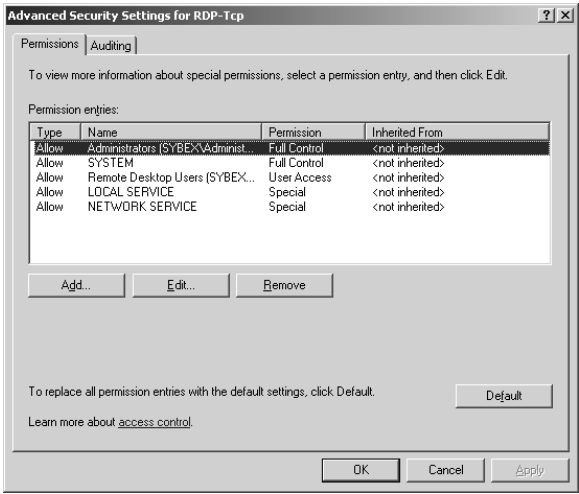 Advanced Security Settings for RDP-Tcp
Permissions Auditing
To view more information about special permissions, select a permission entry, and then click Edit.
Permission entries:
Type Name Permission Inherited From
Allow Administrators (SYBEX\Administ... Full Control <not inherited>
Allow SYSTEM Full Control <not inherited>
Allow Remote Desktop Users (SYBEX... User Access <not inherited>
Allow LOCAL SERVICE Special <not inherited>
Allow NETWORK SERVICE Special <not inherited>
Add... Edit... Remove
To replace all permission entries with the default settings, click Default.
Default
Learn more about access control.
OK Cancel Apply